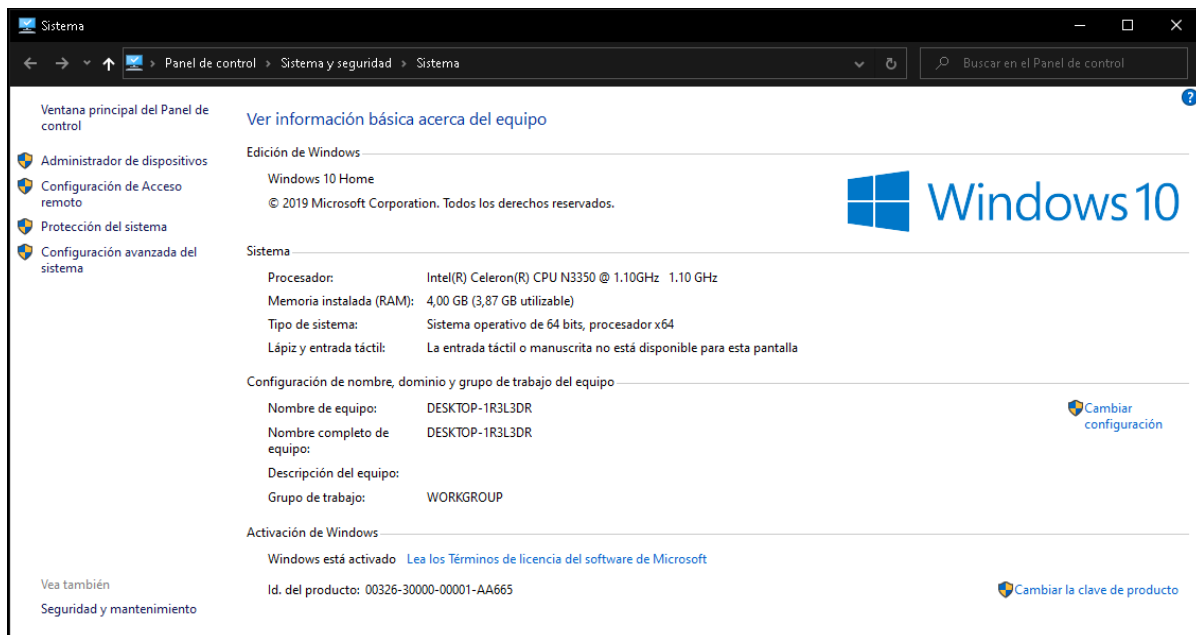 Sistema
Panel de control > Sistema y seguridad > Sistema
Buscar en el Panel de control
Ventana principal del Panel de
control
Administrador de dispositivos
Configuración de Acceso
remoto
Protección del sistema
Configuración avanzada del
sistema
Vea también
Seguridad y mantenimiento
Ver información básica acerca del equipo
Edición de Windows
Windows 10 Home
© 2019 Microsoft Corporation. Todos los derechos reservados.
Windows 10
Sistema
Procesador: Intel(R) Celeron(R) CPU N3350 @ 1.10GHz 1.10 GHz
Memoria instalada (RAM): 4,00 GB (3,87 GB utilizable)
Tipo de sistema: Sistema operativo de 64 bits, procesador x64
Lápiz y entrada táctil: La entrada táctil o manuscrita no está disponible para esta pantalla
Configuración de nombre, dominio y grupo de trabajo del equipo
Nombre de equipo: DESKTOP-1R3L3DR
Cambiar
configuración
Nombre completo de DESKTOP-1R3L3DR
equipo:
Descripción del equipo:
Grupo de trabajo: WORKGROUP
Activación de Windows
Windows está activado Lea los Términos de licencia del software de Microsoft
Id. del producto: 00326-30000-00001-AA665
Cambiar la clave de producto